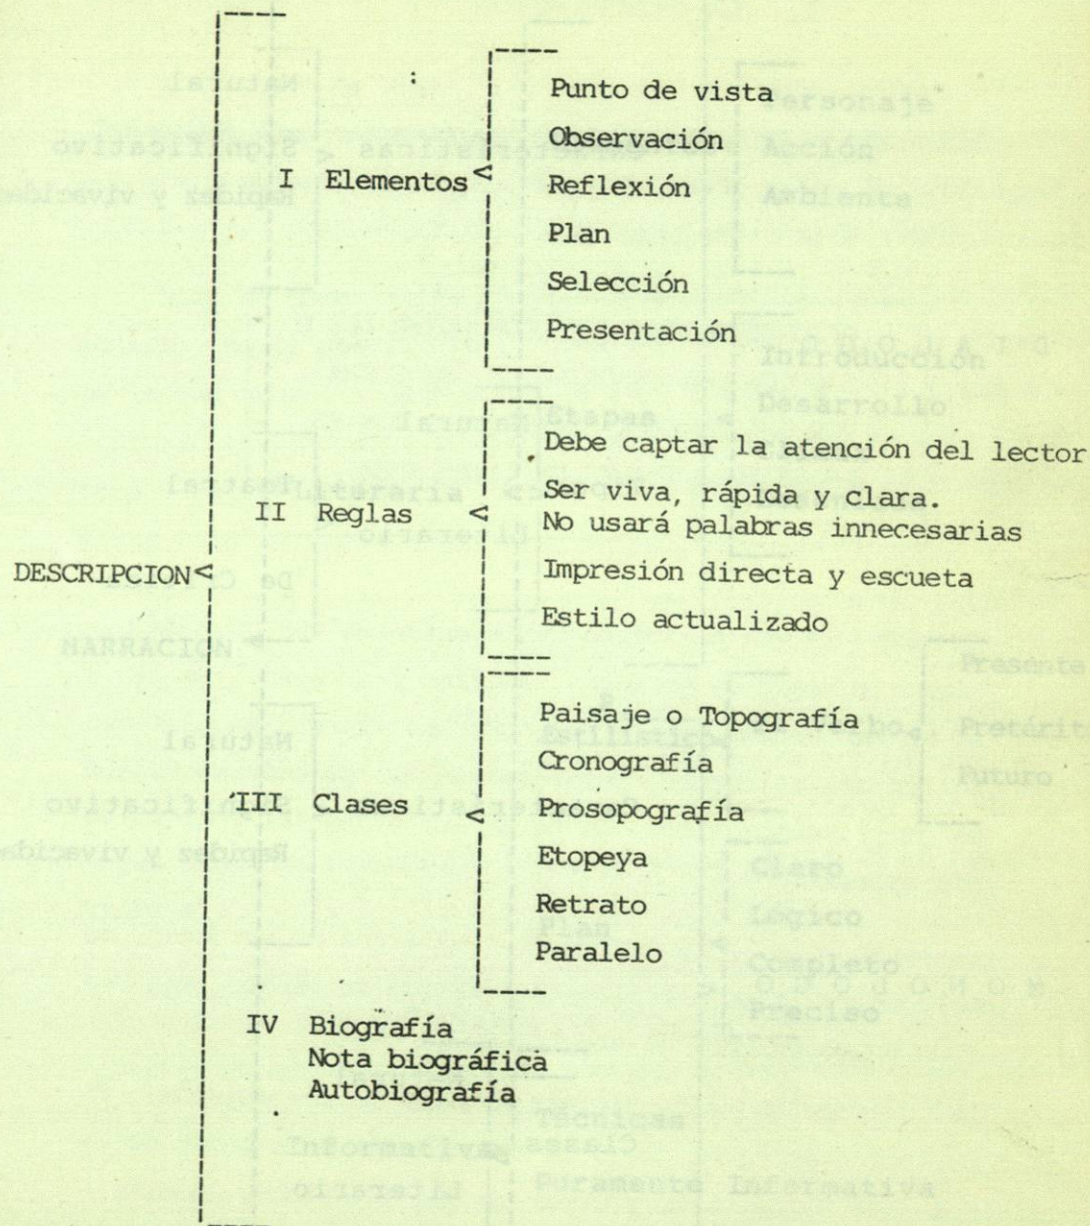 Punto de vista
Observación
I Elementos
Reflexión
Plan
Selección
Presentación
Debe captar la atención del lector
Ser viva, rápida y clara.
II Reglas
No usará palabras innecesarias
DESCRIPCION
Impresión directa y escueta
Estilo actualizado
Paisaje o Topografía
Cronografía
III Clases
Prosopografía
Etopeya
Retrato
Paralelo
IV Biografía
Nota biográfica
Autobiografía